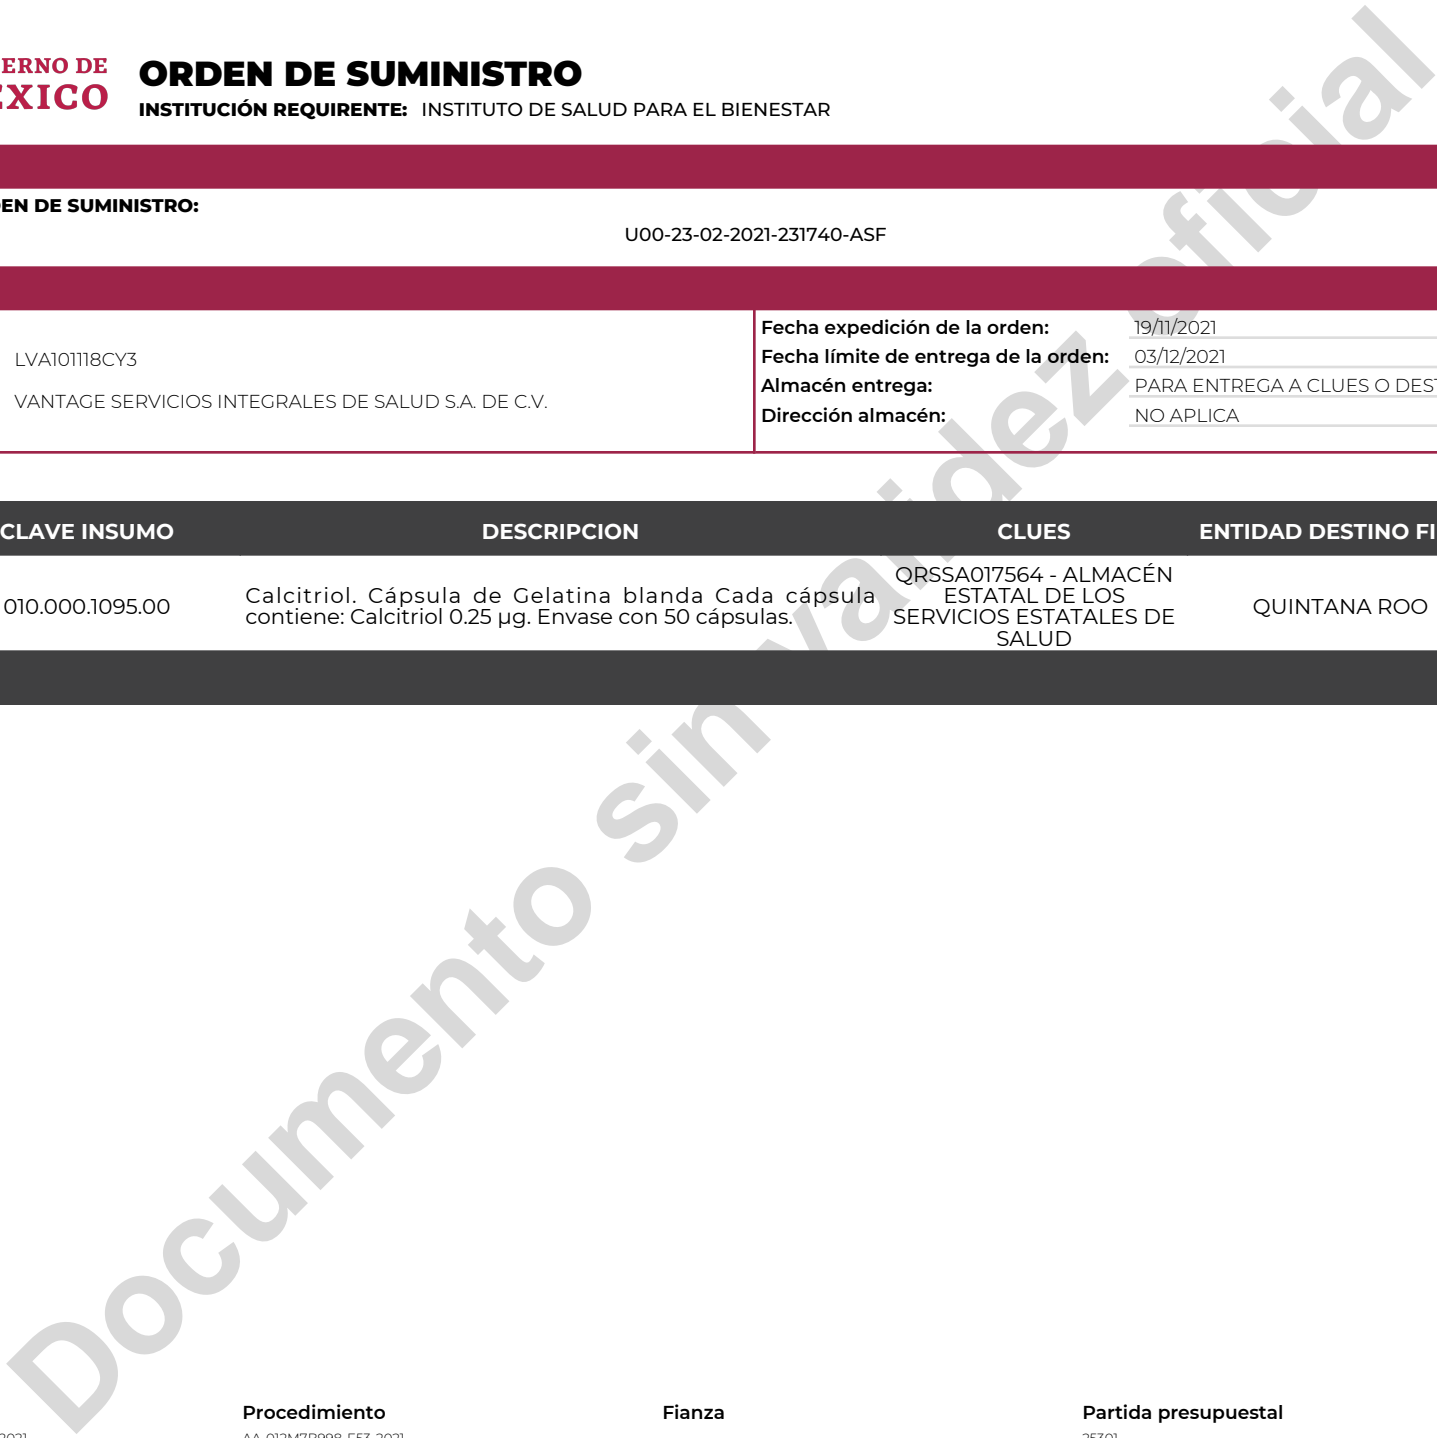 ERNO DE
ORDEN DE SUMINISTRO
INSTITUCIÓN REQUIRENTE: INSTITUTO DE SALUD PARA EL BIENESTAR
EN DE SUMINISTRO:
U00-23-02-2021-231740-ASF
LVA101118CY3
VANTAGE SERVICIOS INTEGRALES DE SALUD S.A. DE C.V.
Fecha expedición de la orden: 19/11/2021
Fecha límite de entrega de la orden: 03/12/2021
Almacén entrega: PARA ENTREGA A CLUES O DEST
Dirección almacén: NO APLICA
CLAVE INSUMO DESCRIPCION CLUES ENTIDAD DESTINO FI
010.000.1095.00
Calcitriol. Cápsula de Gelatina blanda Cada cápsula
contiene: Calcitriol 0.25 µg. Envase con 50 cápsulas.
QRSSA017564 - ALMACÉN
ESTATAL DE LOS
SERVICIOS ESTATALES DE
SALUD
QUINTANA ROO
Documento sin validez oficial
Procedimiento Fianza Partida presupuestal